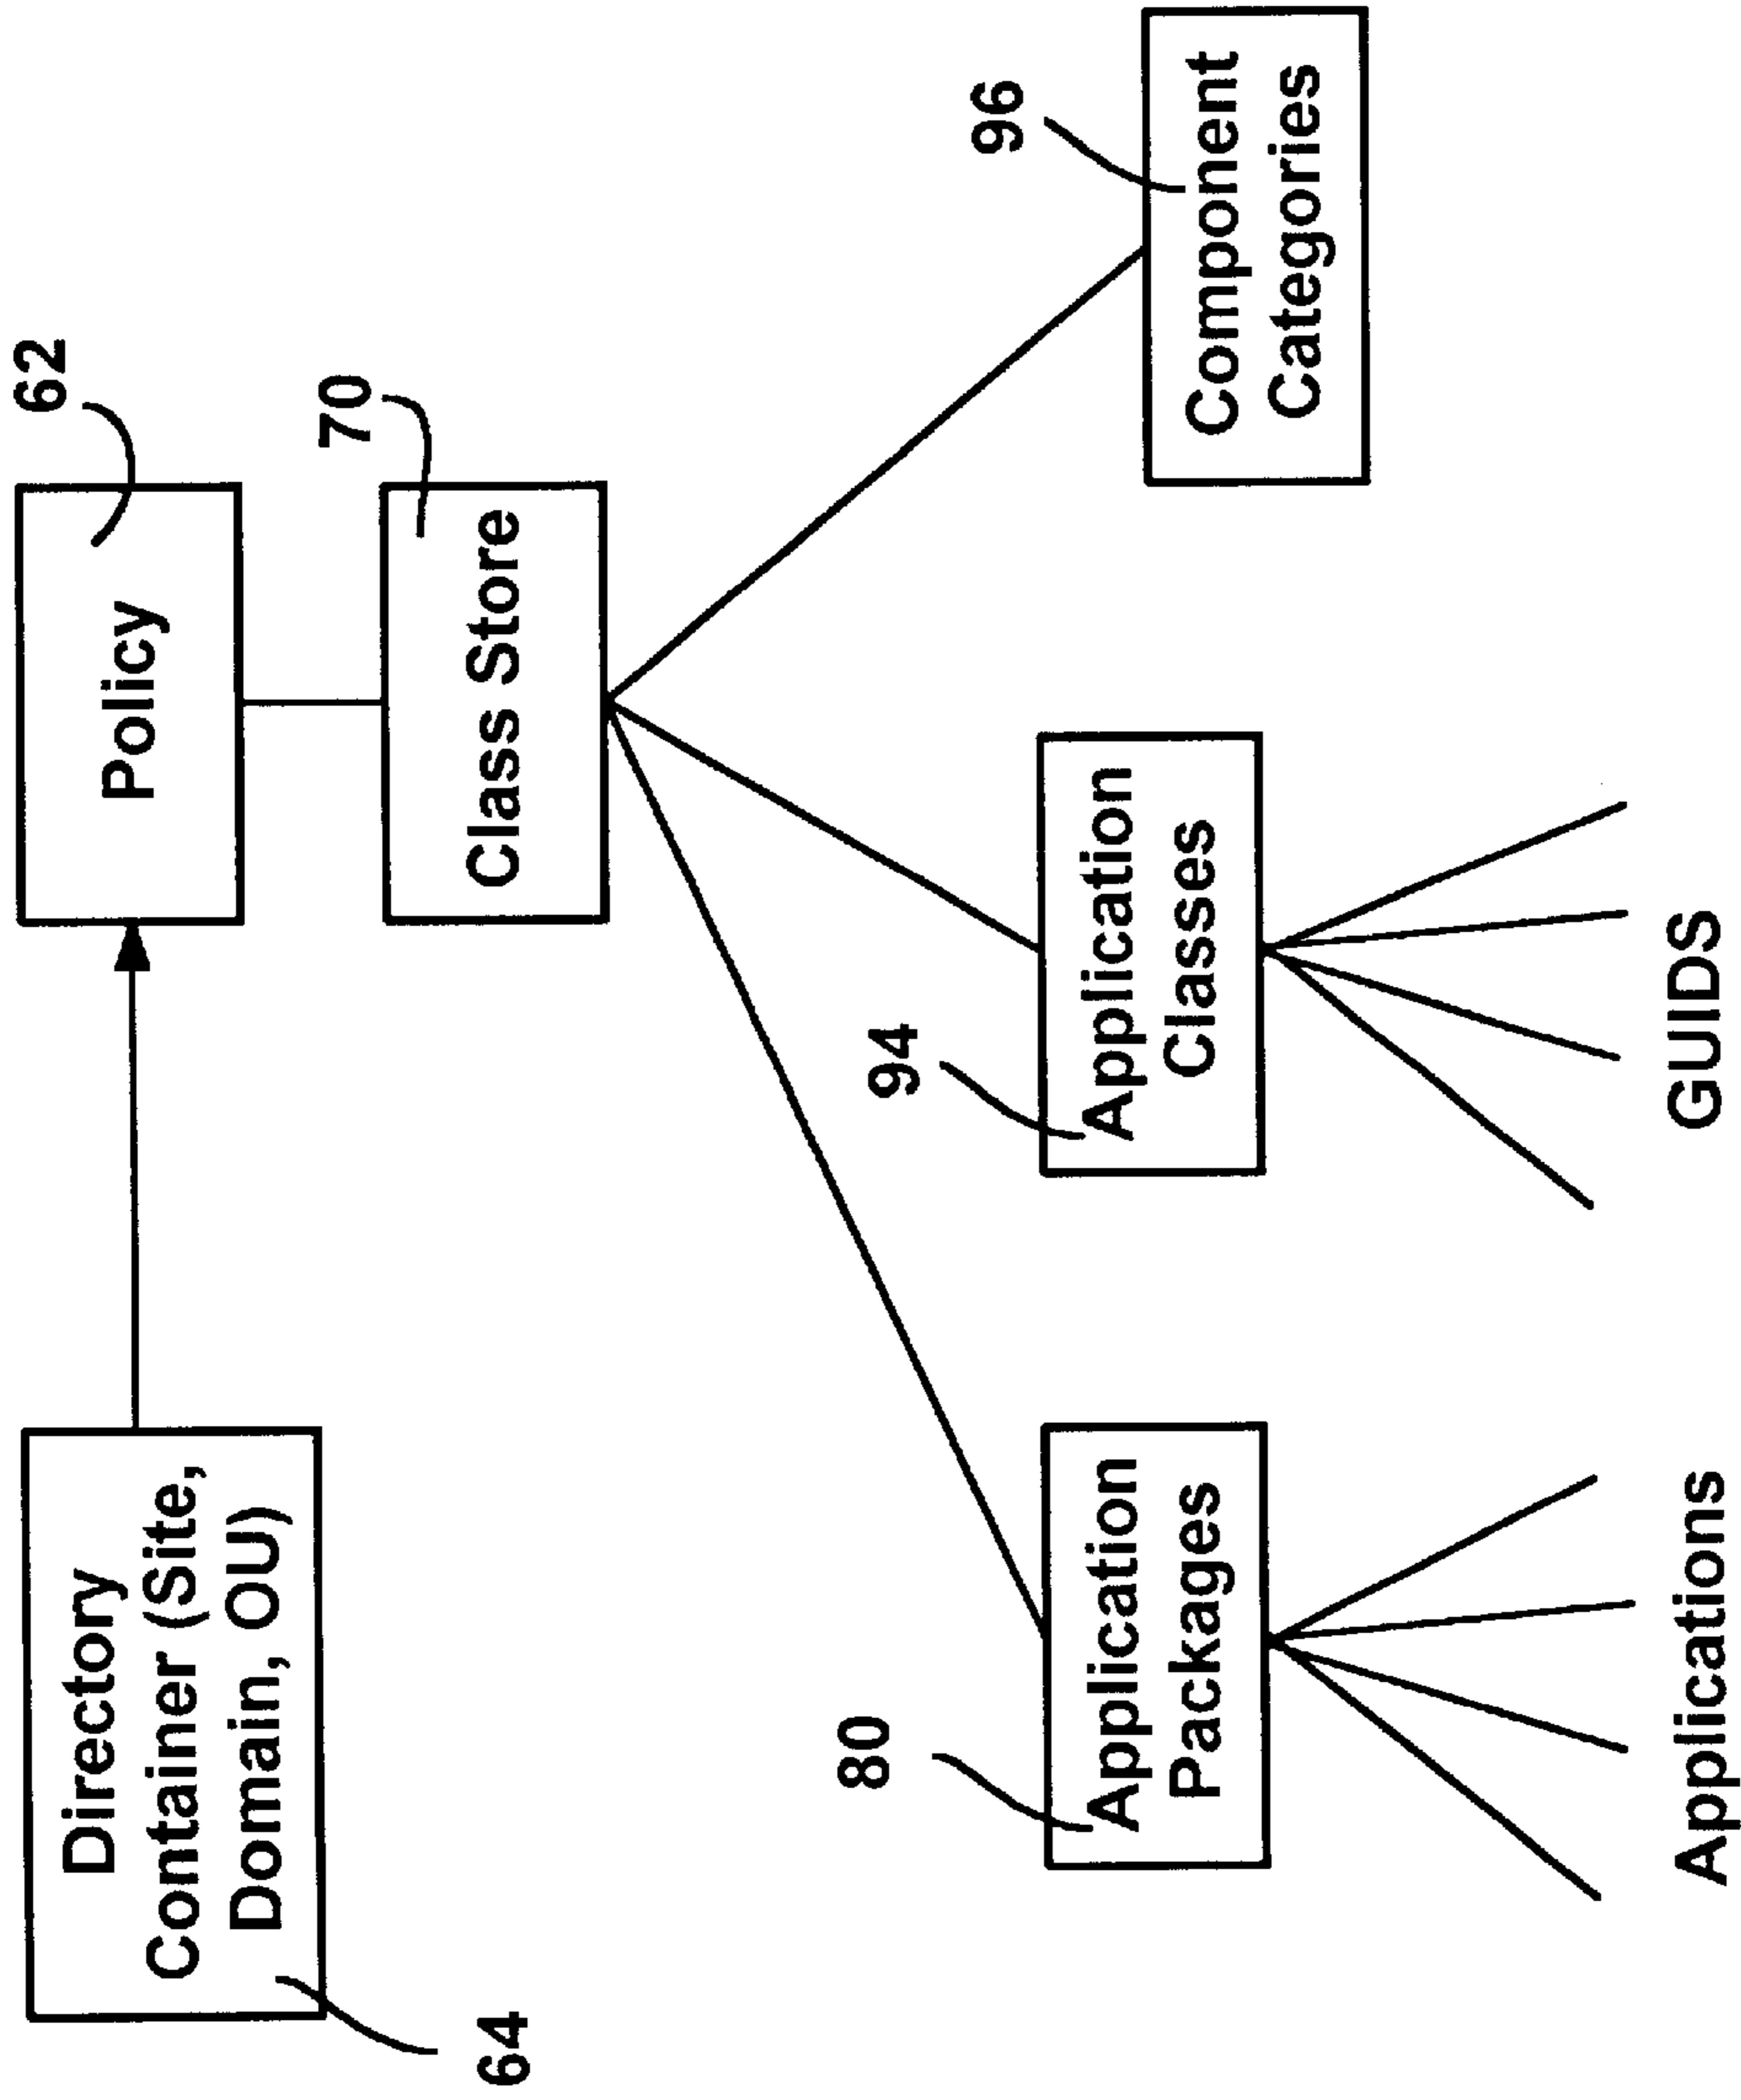 Directory
Container (Site,
Domain, OU)
64
Policy
62
Class Store
70
Application
Packages
80
Application
Classes
94
Component
Categories
96
Applications
GUIDS